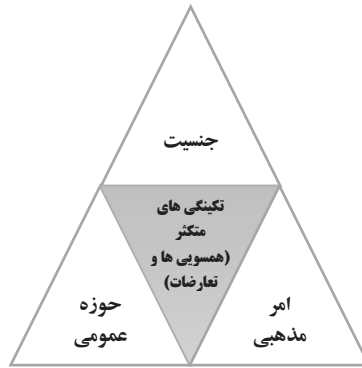 جنسیت
تکینگی های
متکثر
(همسویی ها و
تعارضات)
امر
مذهبی
حوزه
عمومی